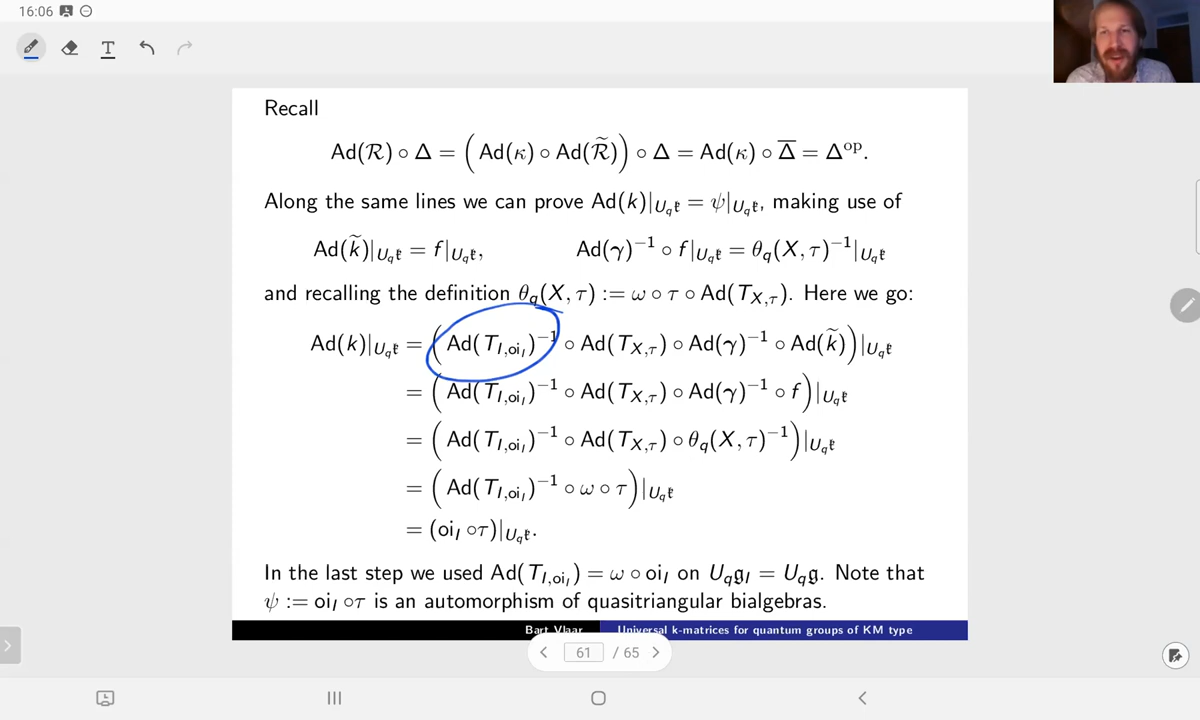 16:06
T
Recall
Ad(ℛ) ∘ Δ = (Ad(κ) ∘ Ad(ℛ̃)) ∘ Δ = Ad(κ) ∘ Δ̅ = Δ^op.
Along the same lines we can prove Ad(k)|_{U_q𝔨} = ψ|_{U_q𝔨}, making use of
Ad(k̃)|_{U_q𝔨} = f|_{U_q𝔨}, Ad(γ)^{−1} ∘ f|_{U_q𝔨} = θ_q(X, τ)^{−1}|_{U_q𝔨}
and recalling the definition θ_q(X, τ) := ω ∘ τ ∘ Ad(T_{X,τ}). Here we go:
Ad(k)|_{U_q𝔨} = (Ad(T_{I,oi_I})^{−1} ∘ Ad(T_{X,τ}) ∘ Ad(γ)^{−1} ∘ Ad(k̃))|_{U_q𝔨}
= (Ad(T_{I,oi_I})^{−1} ∘ Ad(T_{X,τ}) ∘ Ad(γ)^{−1} ∘ f)|_{U_q𝔨}
= (Ad(T_{I,oi_I})^{−1} ∘ Ad(T_{X,τ}) ∘ θ_q(X, τ)^{−1})|_{U_q𝔨}
= (Ad(T_{I,oi_I})^{−1} ∘ ω ∘ τ)|_{U_q𝔨}
= (oi_I ∘τ)|_{U_q𝔨}.
In the last step we used Ad(T_{I,oi_I}) = ω ∘ oi_I on U_q𝔤_I = U_q𝔤. Note that
ψ := oi_I ∘τ is an automorphism of quasitriangular bialgebras.
Bart Vlaar Universal k-matrices for quantum groups of KM type
61 / 65